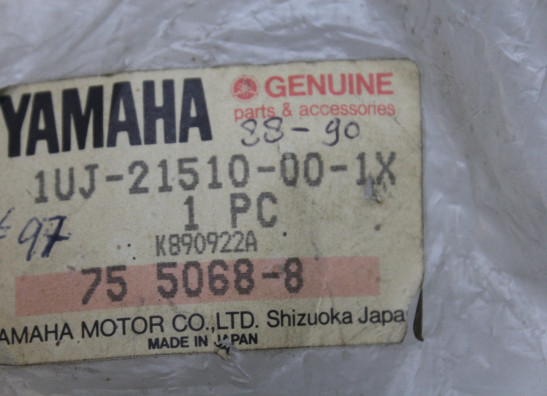 YAMAHA GENUINE
parts & accessories
88-90
1UJ-21510-00-1X
1 PC
97
K890922A
75 5068-8
AMAHA MOTOR CO.,LTD. Shizuoka Japa
MADE IN JAPAN